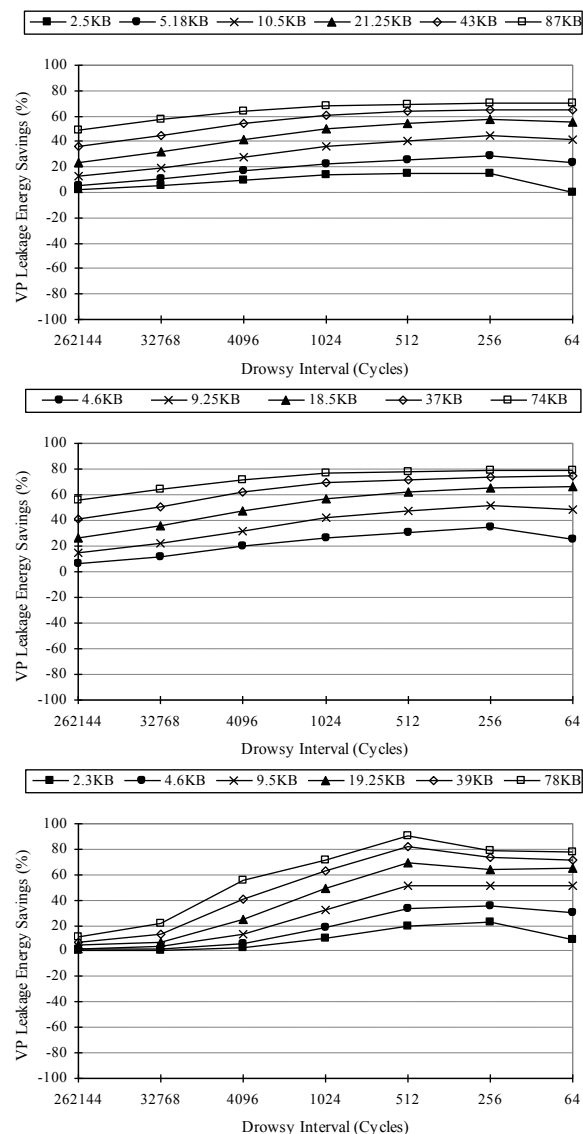 2.5KB 5.18KB 10.5KB 21.25KB 43KB 87KB
VP Leakage Energy Savings (%)
100
80
60
40
20
0
-20
-40
-60
-80
-100
262144 32768 4096 1024 512 256 64
Drowsy Interval (Cycles)
4.6KB 9.25KB 18.5KB 37KB 74KB
VP Leakage Energy Savings (%)
100
80
60
40
20
0
-20
-40
-60
-80
-100
262144 32768 4096 1024 512 256 64
Drowsy Interval (Cycles)
2.3KB 4.6KB 9.5KB 19.25KB 39KB 78KB
VP Leakage Energy Savings (%)
100
80
60
40
20
0
-20
-40
-60
-80
-100
262144 32768 4096 1024 512 256 64
Drowsy Interval (Cycles)